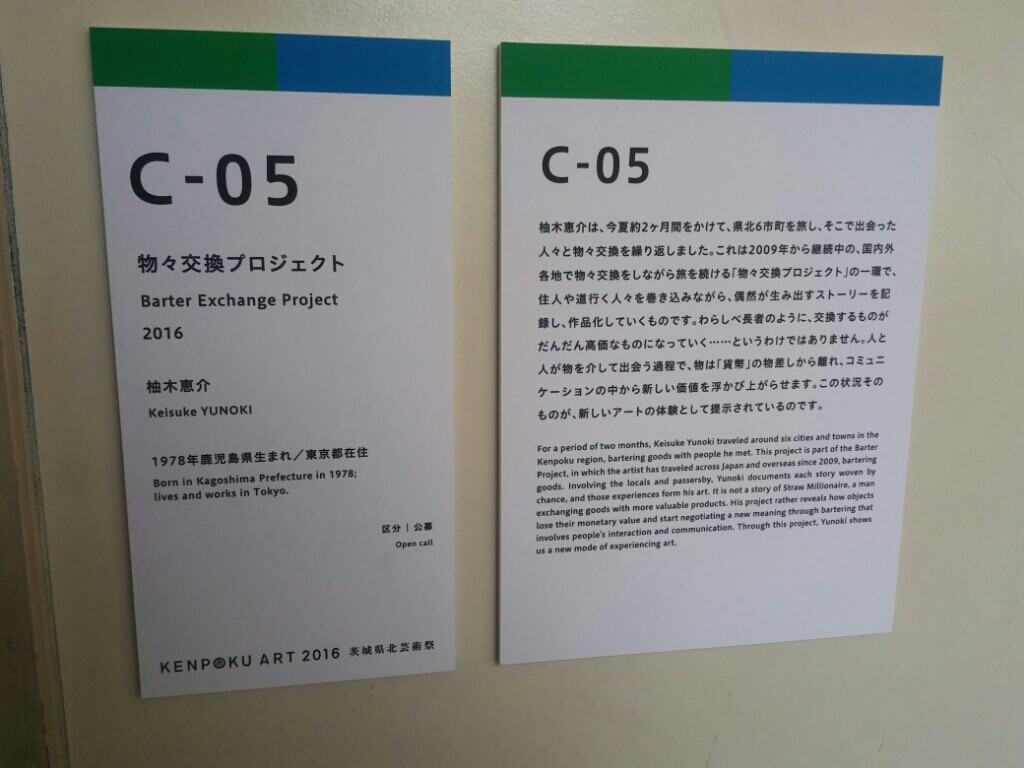 C-05
物々交換プロジェクト
Barter Exchange Project
2016
柚木恵介
Keisuke YUNOKI
1978年鹿児島県生まれ／東京都在住
Born in Kagoshima Prefecture in 1978;
lives and works in Tokyo.
区分｜公募
Open call
KENPOKU ART 2016 茨城県北芸術祭
C-05
柚木恵介は、今夏約2ヶ月間をかけて、県北6市町を旅し、そこで出会った
人々と物々交換を繰り返しました。これは2009年から継続中の、国内外
各地で物々交換をしながら旅を続ける「物々交換プロジェクト」の一環で、
住人や道行く人々を巻き込みながら、偶然が生み出すストーリーを記
録し、作品化していくものです。わらしべ長者のように、交換するものが
だんだん高価なものになっていく……というわけではありません。人と
人が物を介して出会う過程で、物は「貨幣」の物差しから離れ、コミュニ
ケーションの中から新しい価値を浮かび上がらせます。この状況その
ものが、新しいアートの体験として提示されているのです。
For a period of two months, Keisuke Yunoki traveled around six cities and towns in the
Kenpoku region, bartering goods with people he met. This project is part of the Barter
Project, in which the artist has traveled across Japan and overseas since 2009, bartering
goods. Involving the locals and passersby, Yunoki documents each story woven by
chance, and those experiences form his art. It is not a story of Straw Millionaire, a man
exchanging goods with more valuable products. His project rather reveals how objects
lose their monetary value and start negotiating a new meaning through bartering that
involves people's interaction and communication. Through this project, Yunoki shows
us a new mode of experiencing art.